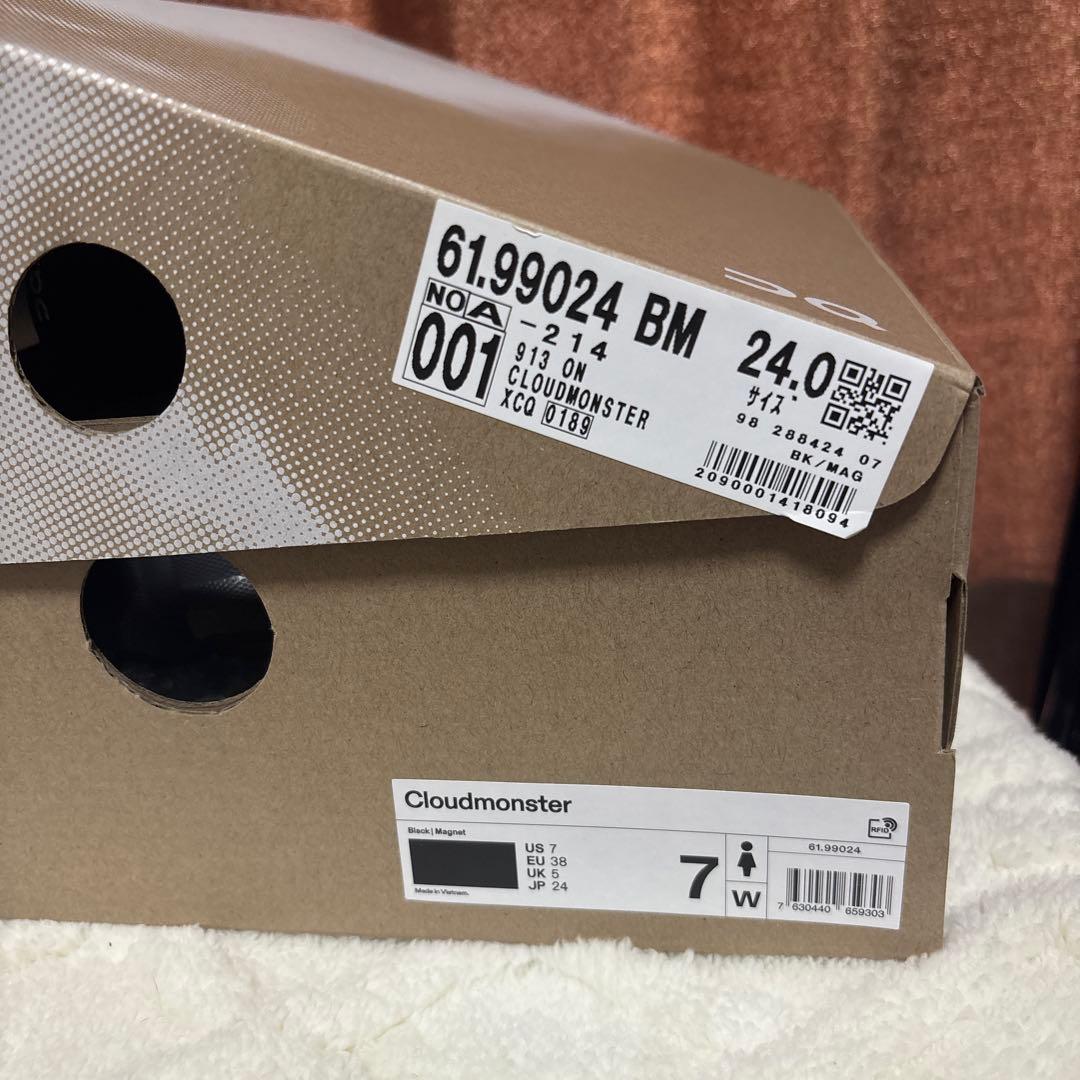 61.99024 BM 24.0
NO A
001
-214
サイズ
913 ON
CLOUDMONSTER
XCQ 0189
98 288424 07
BK/MAG
2090001418094
Cloudmonster
RFID
Black | Magnet
61.99024
US 7
EU 38
UK 5
JP 24
7
W
Made in Vietnam.
7 630440 659303